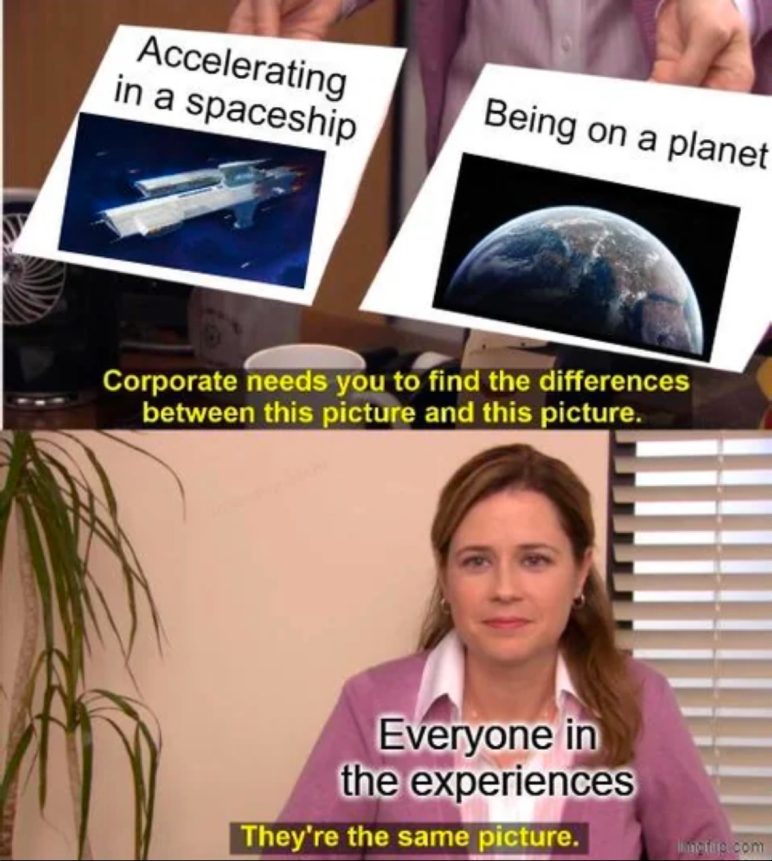 Accelerating
in a spaceship
Being on a planet
Corporate needs you to find the differences
between this picture and this picture.
Everyone in
the experiences
They're the same picture.
imgflip.com